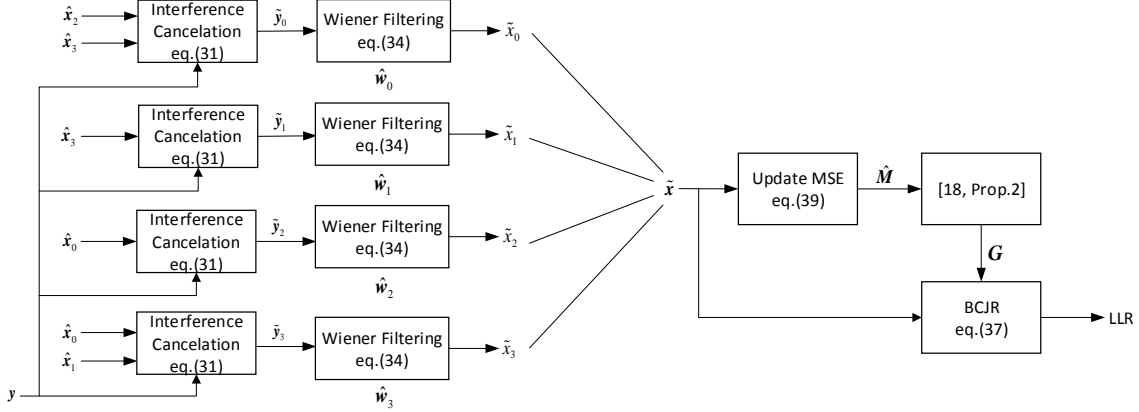 x̂₂
x̂₃
Interference
Cancelation
eq.(31)
ỹ₀
Wiener Filtering
eq.(34)
ŵ₀
x̃₀
x̂₃
Interference
Cancelation
eq.(31)
ỹ₁
Wiener Filtering
eq.(34)
ŵ₁
x̃₁
x̂₀
Interference
Cancelation
eq.(31)
ỹ₂
Wiener Filtering
eq.(34)
ŵ₂
x̃₂
x̂₀
x̂₁
Interference
Cancelation
eq.(31)
ỹ₃
Wiener Filtering
eq.(34)
ŵ₃
x̃₃
y
x̃
Update MSE
eq.(39)
M̂
[18, Prop.2]
G
BCJR
eq.(37)
LLR